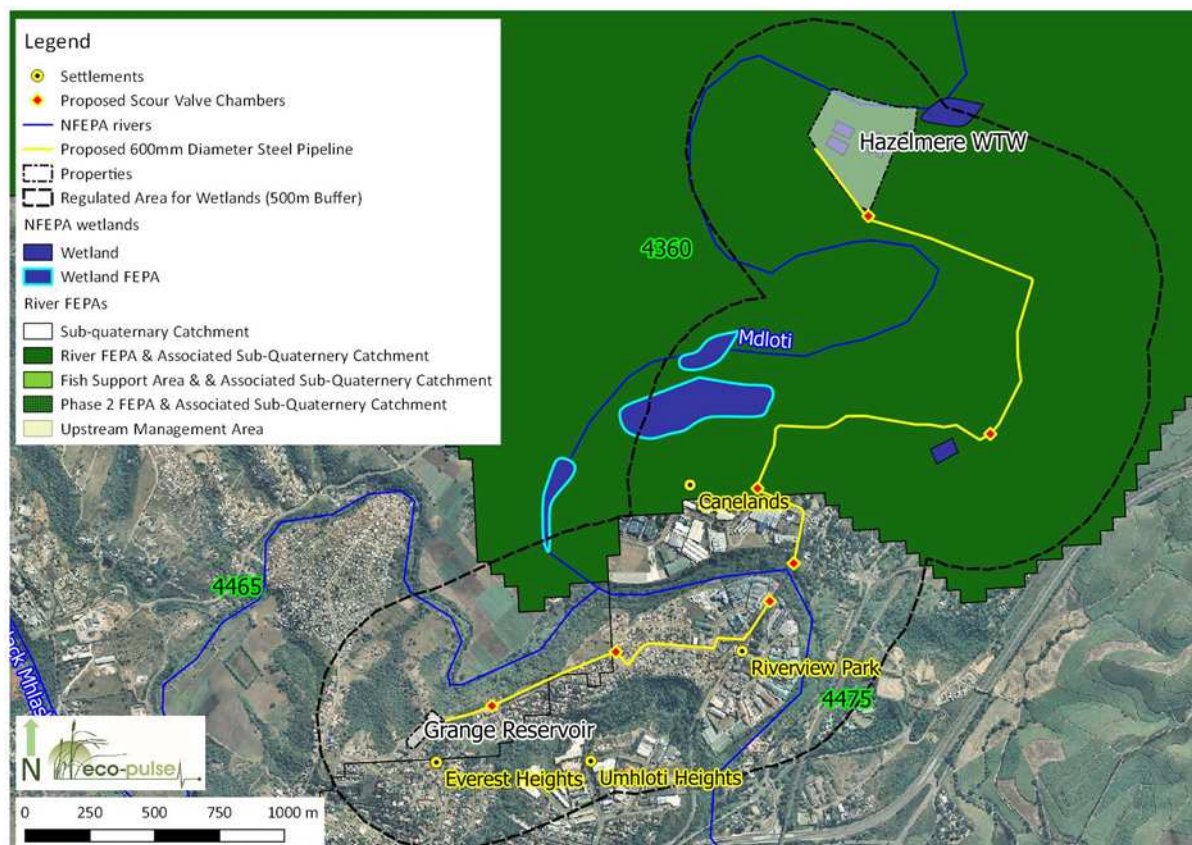 Legend
Settlements
Proposed Scour Valve Chambers
NFEPA rivers
Proposed 600mm Diameter Steel Pipeline
Properties
Regulated Area for Wetlands (500m Buffer)
NFEPA wetlands
Wetland
Wetland FEPA
River FEPAs
Sub-quaternary Catchment
River FEPA & Associated Sub-Quaternery Catchment
Fish Support Area & & Associated Sub-Quaternery Catchment
Phase 2 FEPA & Associated Sub-Quaternery Catchment
Upstream Management Area
Hazelmere WTW
4360
Mdloti
Canelands
4465
Riverview Park
4475
Grange Reservoir
Everest Heights
Umhloti Heights
N
eco-pulse
0 250 500 750 1000 m